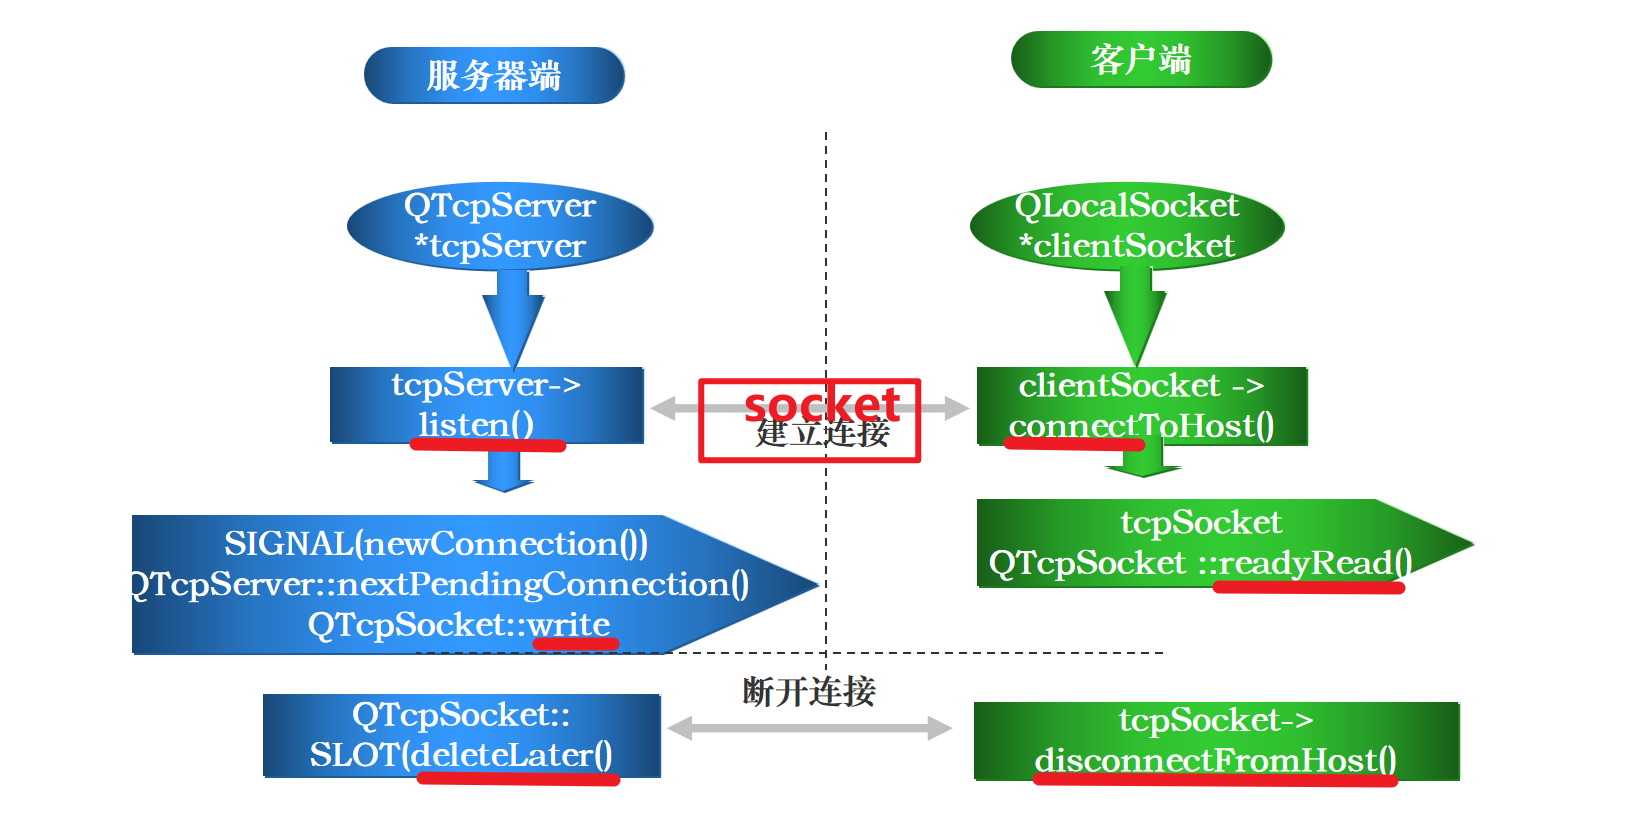 服务器端
客户端
QTcpServer
*tcpServer
QLocalSocket
*clientSocket
tcpServer->
listen()
socket
建立连接
clientSocket ->
connectToHost()
SIGNAL(newConnection())
QTcpServer::nextPendingConnection()
QTcpSocket::write
tcpSocket
QTcpSocket ::readyRead()
断开连接
QTcpSocket::
SLOT(deleteLater()
tcpSocket->
disconnectFromHost()